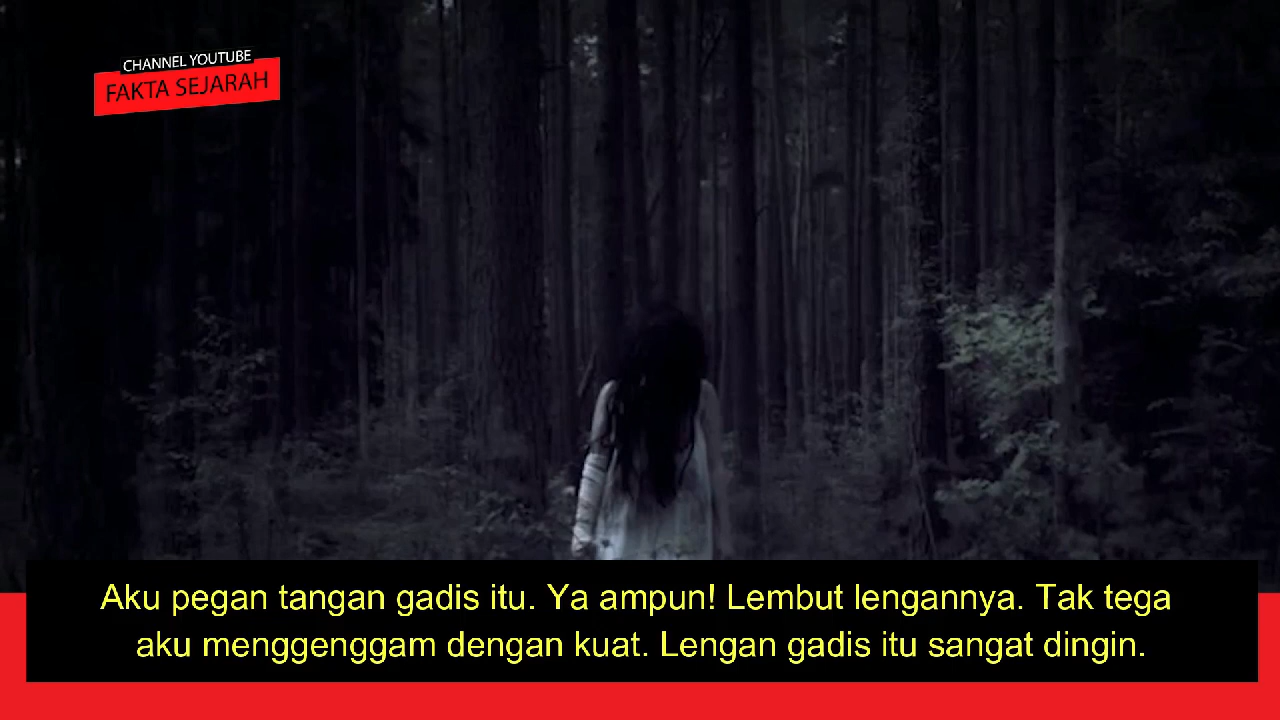 CHANNEL YOUTUBE
FAKTA SEJARAH
Aku pegan tangan gadis itu. Ya ampun! Lembut lengannya. Tak tega
aku menggenggam dengan kuat. Lengan gadis itu sangat dingin.